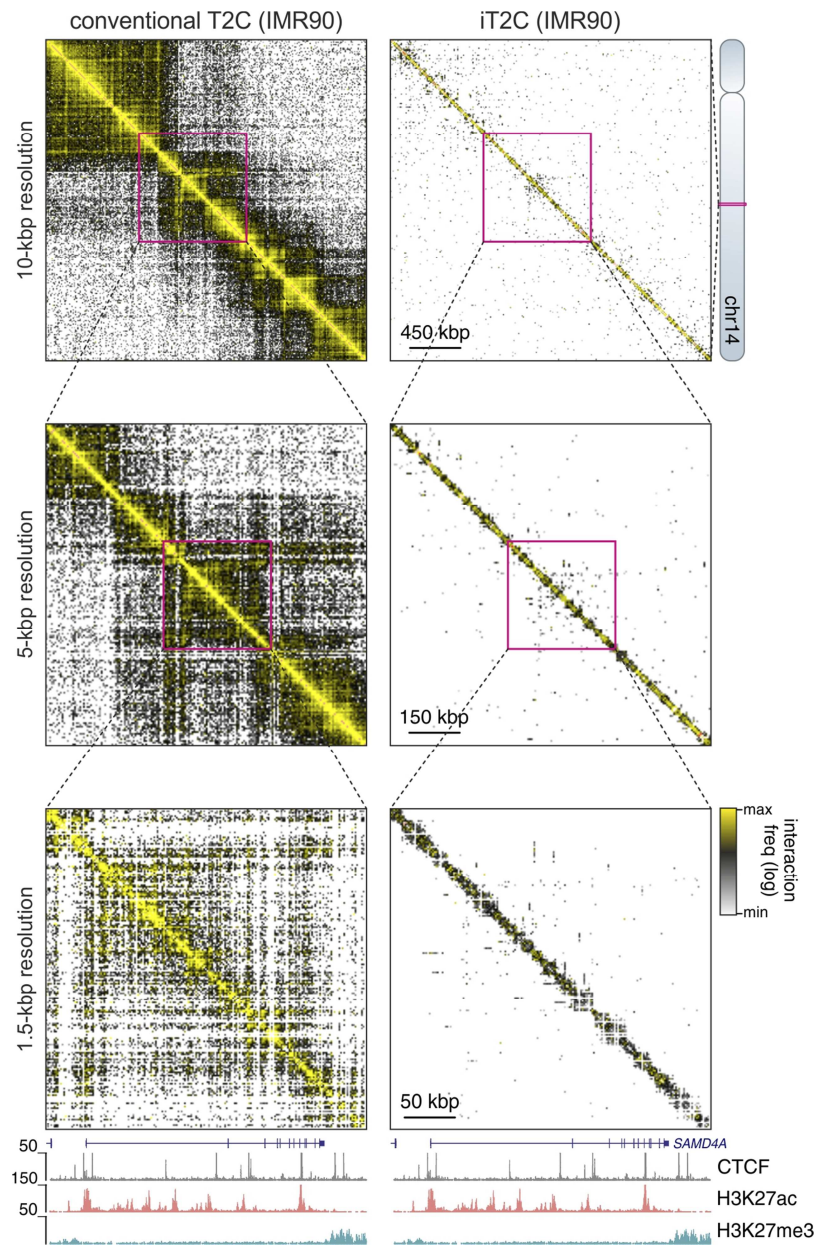 conventional T2C (IMR90)
iT2C (IMR90)
10-kbp resolution
450 kbp
chr14
5-kbp resolution
150 kbp
1.5-kbp resolution
50 kbp
max
min
interaction
freq (log)
SAMD4A
50
CTCF
150
H3K27ac
50
H3K27me3